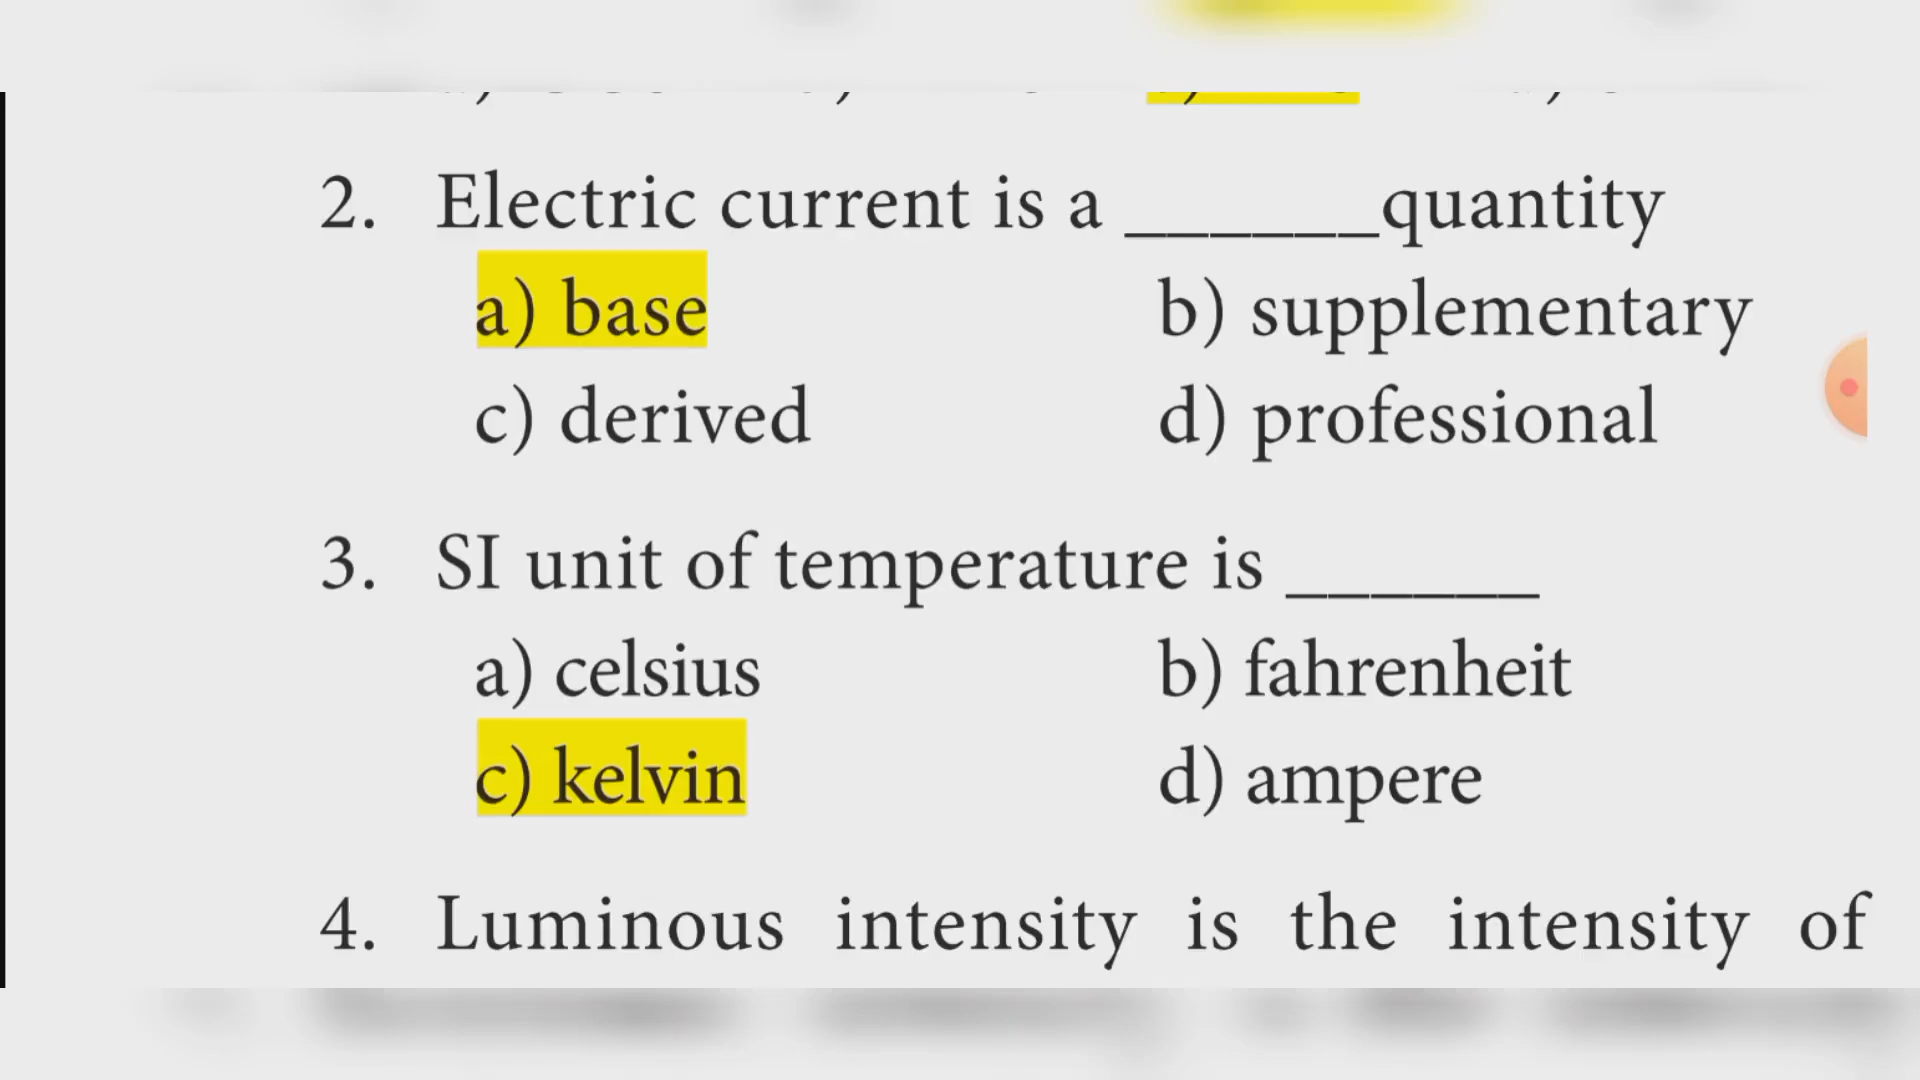 2. Electric current is a ______quantity
a) base b) supplementary
c) derived d) professional
3. SI unit of temperature is ______
a) celsius b) fahrenheit
c) kelvin d) ampere
4. Luminous intensity is the intensity of